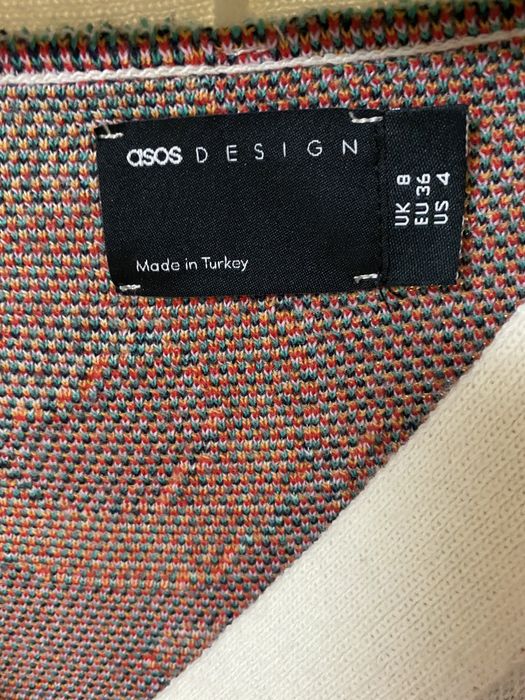 asos DESIGN
Made in Turkey
UK 8
EU 36
US 4